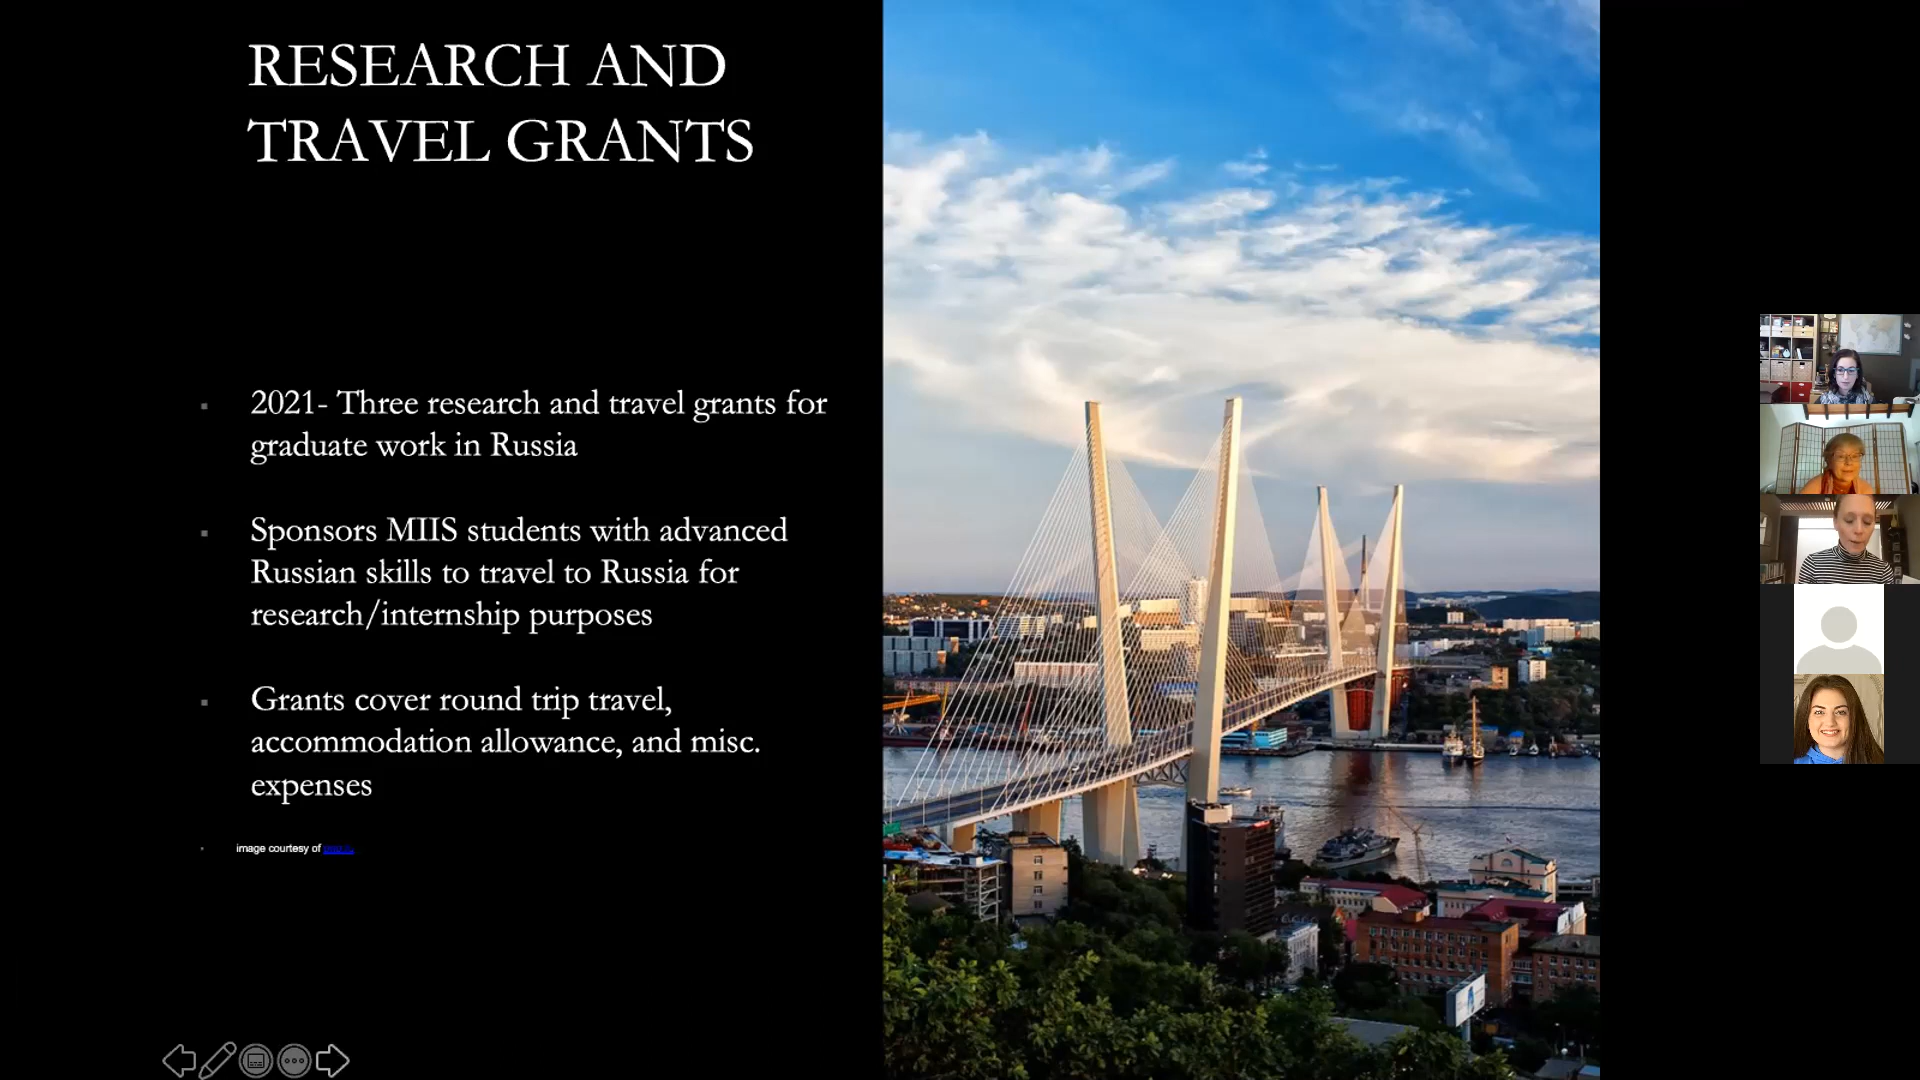 RESEARCH AND
TRAVEL GRANTS
2021- Three research and travel grants for
graduate work in Russia
Sponsors MIIS students with advanced
Russian skills to travel to Russia for
research/internship purposes
Grants cover round trip travel,
accommodation allowance, and misc.
expenses
image courtesy of